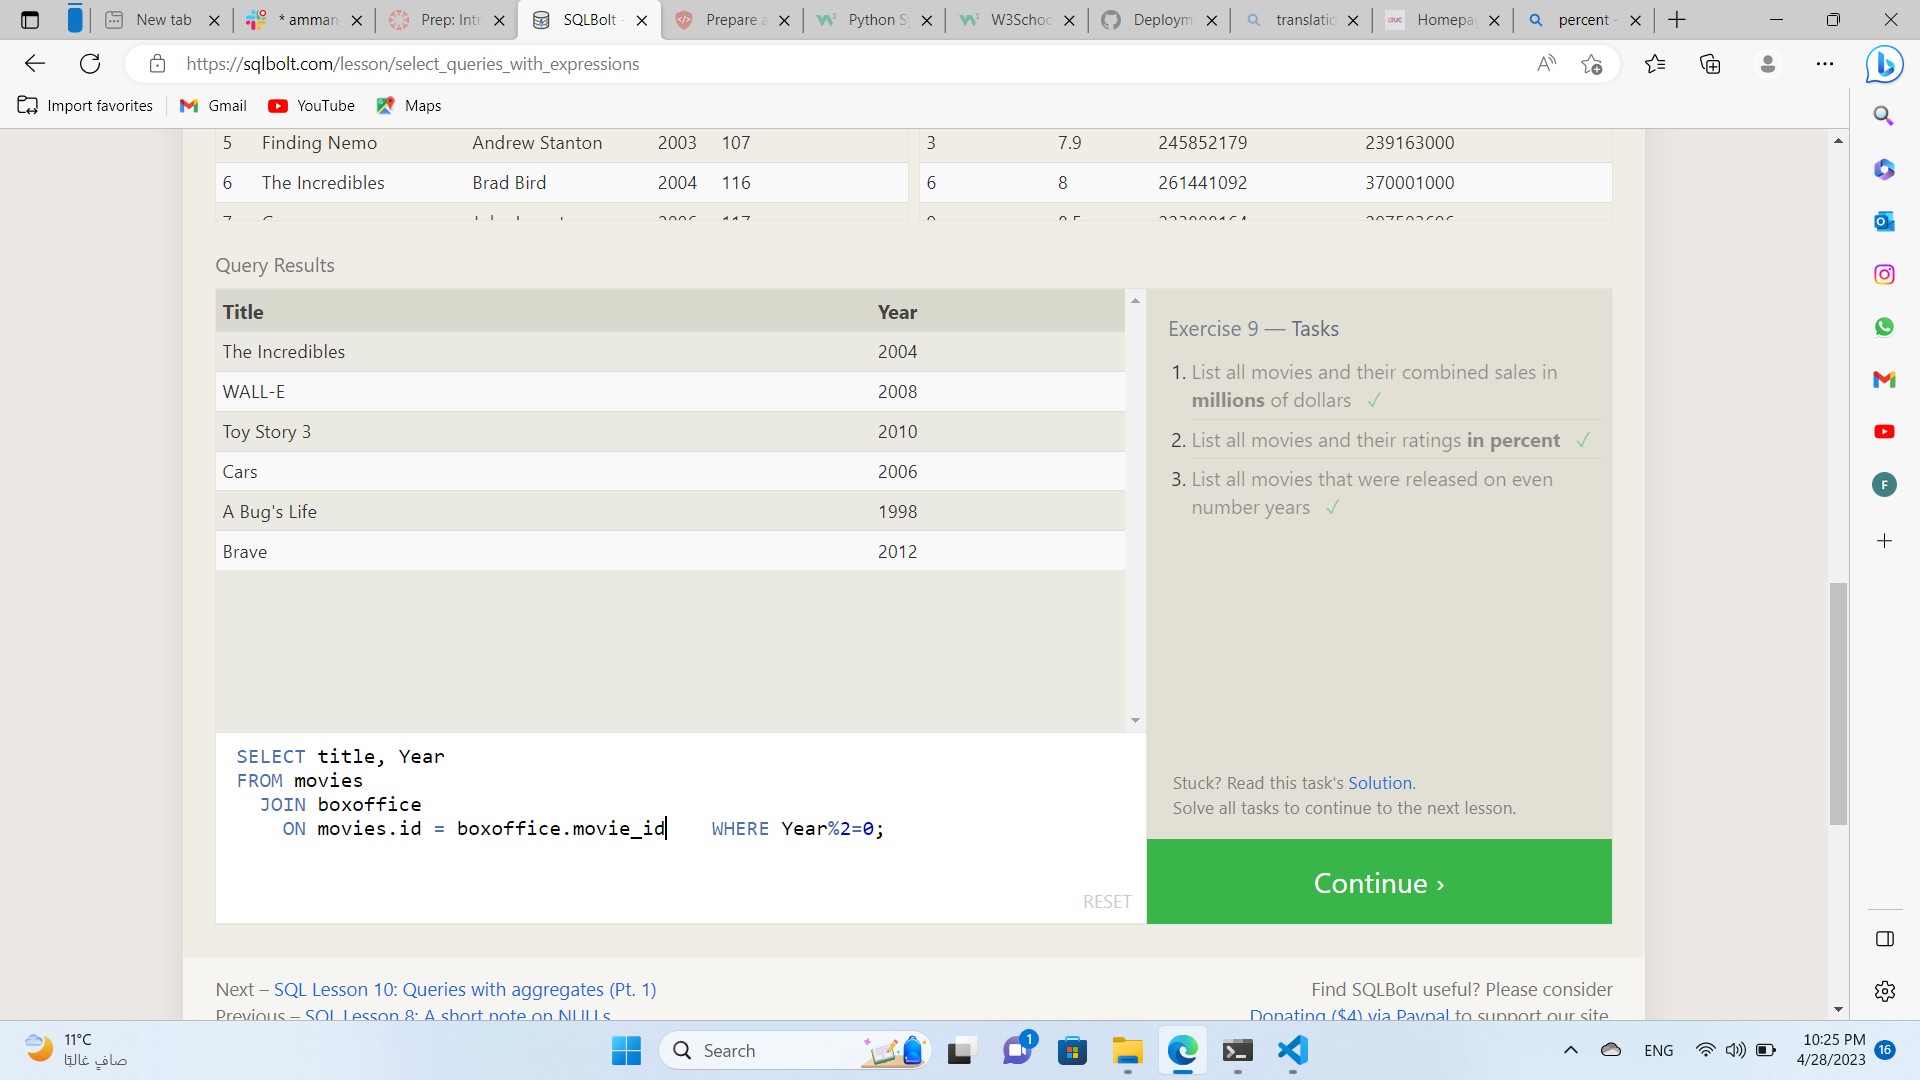 New tab
* amman
Prep: Intr
SQLBolt -
Prepare a
Python S
W3Schoo
Deploym
translatic
LTUC
Homepa
percent -
https://sqlbolt.com/lesson/select_queries_with_expressions
Import favorites
Gmail
YouTube
Maps
5 Finding Nemo Andrew Stanton 2003 107
3 7.9 245852179 239163000
6 The Incredibles Brad Bird 2004 116
6 8 261441092 370001000
Query Results
Title Year
The Incredibles 2004
WALL-E 2008
Toy Story 3 2010
Cars 2006
A Bug's Life 1998
Brave 2012
Exercise 9 — Tasks
1. List all movies and their combined sales in
millions of dollars ✓
2. List all movies and their ratings in percent ✓
3. List all movies that were released on even
number years ✓
SELECT title, Year
FROM movies
JOIN boxoffice
ON movies.id = boxoffice.movie_id WHERE Year%2=0;
RESET
Stuck? Read this task's Solution.
Solve all tasks to continue to the next lesson.
Continue ›
Next – SQL Lesson 10: Queries with aggregates (Pt. 1)
Previous – SQL Lesson 8: A short note on NULLs
Find SQLBolt useful? Please consider
Donating ($4) via Paypal to support our site.
F
11°C
صافٍ غالبًا
Search
1
ENG
10:25 PM
4/28/2023
16